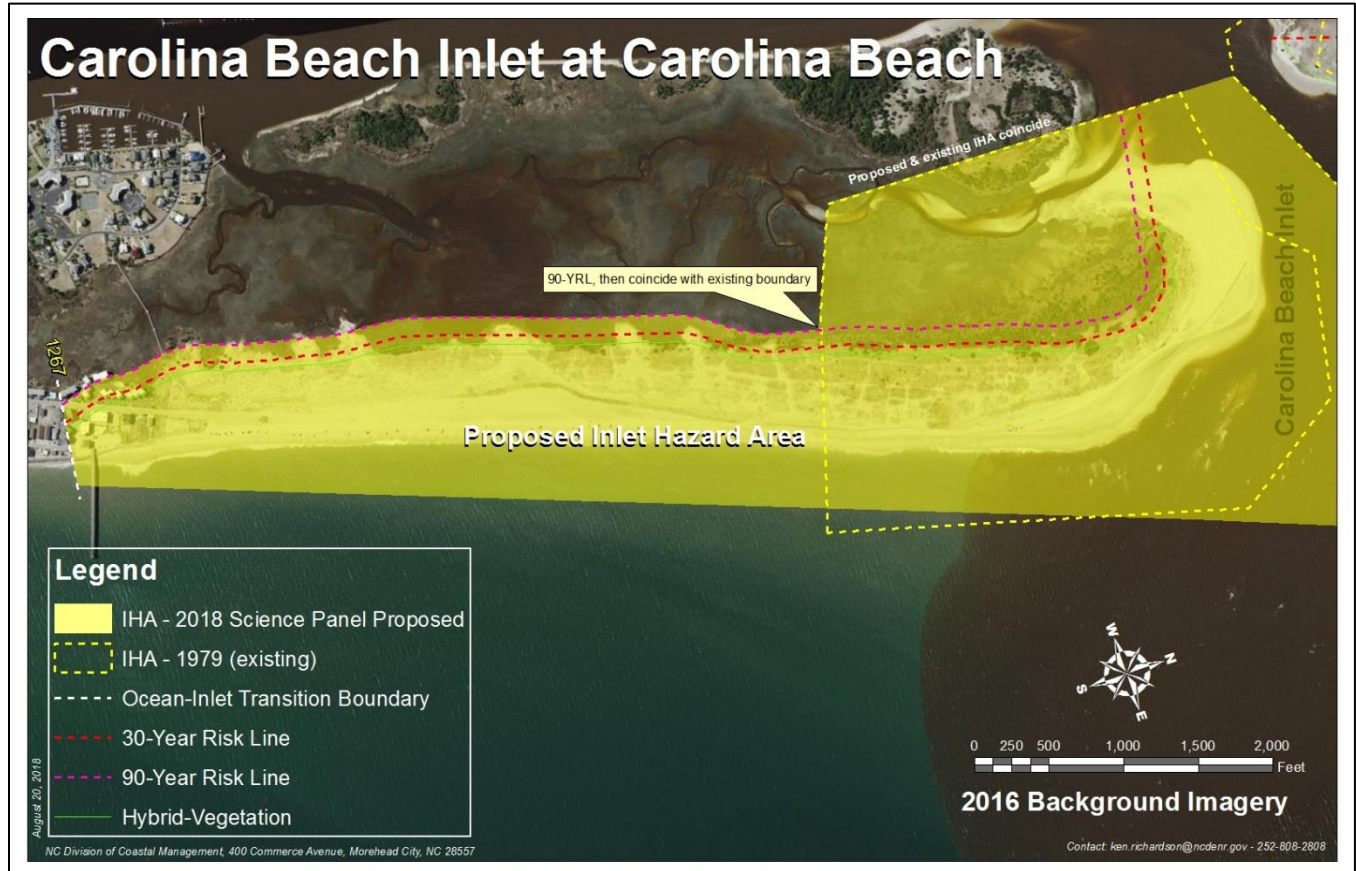 Carolina Beach Inlet at Carolina Beach
Proposed & existing IHA coincide
Carolina Beach Inlet
90-YRL, then coincide with existing boundary
1267
Proposed Inlet Hazard Area
Legend
IHA - 2018 Science Panel Proposed
IHA - 1979 (existing)
Ocean-Inlet Transition Boundary
30-Year Risk Line
90-Year Risk Line
Hybrid-Vegetation
August 20, 2018
W
N
S
E
0 250 500 1,000 1,500 2,000
Feet
2016 Background Imagery
NC Division of Coastal Management, 400 Commerce Avenue, Morehead City, NC 28557
Contact: ken.richardson@ncdenr.gov - 252-808-2808